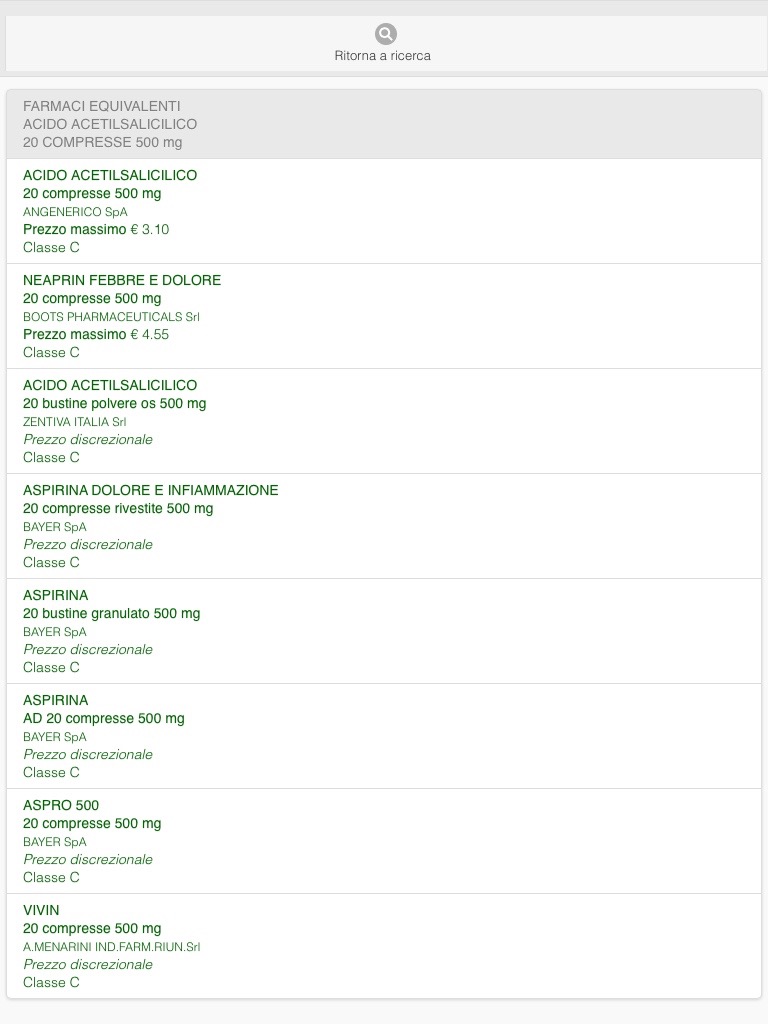 Ritorna a ricerca
FARMACI EQUIVALENTI
ACIDO ACETILSALICILICO
20 COMPRESSE 500 mg
ACIDO ACETILSALICILICO
20 compresse 500 mg
ANGENERICO SpA
Prezzo massimo € 3.10
Classe C
NEAPRIN FEBBRE E DOLORE
20 compresse 500 mg
BOOTS PHARMACEUTICALS Srl
Prezzo massimo € 4.55
Classe C
ACIDO ACETILSALICILICO
20 bustine polvere os 500 mg
ZENTIVA ITALIA Srl
Prezzo discrezionale
Classe C
ASPIRINA DOLORE E INFIAMMAZIONE
20 compresse rivestite 500 mg
BAYER SpA
Prezzo discrezionale
Classe C
ASPIRINA
20 bustine granulato 500 mg
BAYER SpA
Prezzo discrezionale
Classe C
ASPIRINA
AD 20 compresse 500 mg
BAYER SpA
Prezzo discrezionale
Classe C
ASPRO 500
20 compresse 500 mg
BAYER SpA
Prezzo discrezionale
Classe C
VIVIN
20 compresse 500 mg
A.MENARINI IND.FARM.RIUN.Srl
Prezzo discrezionale
Classe C